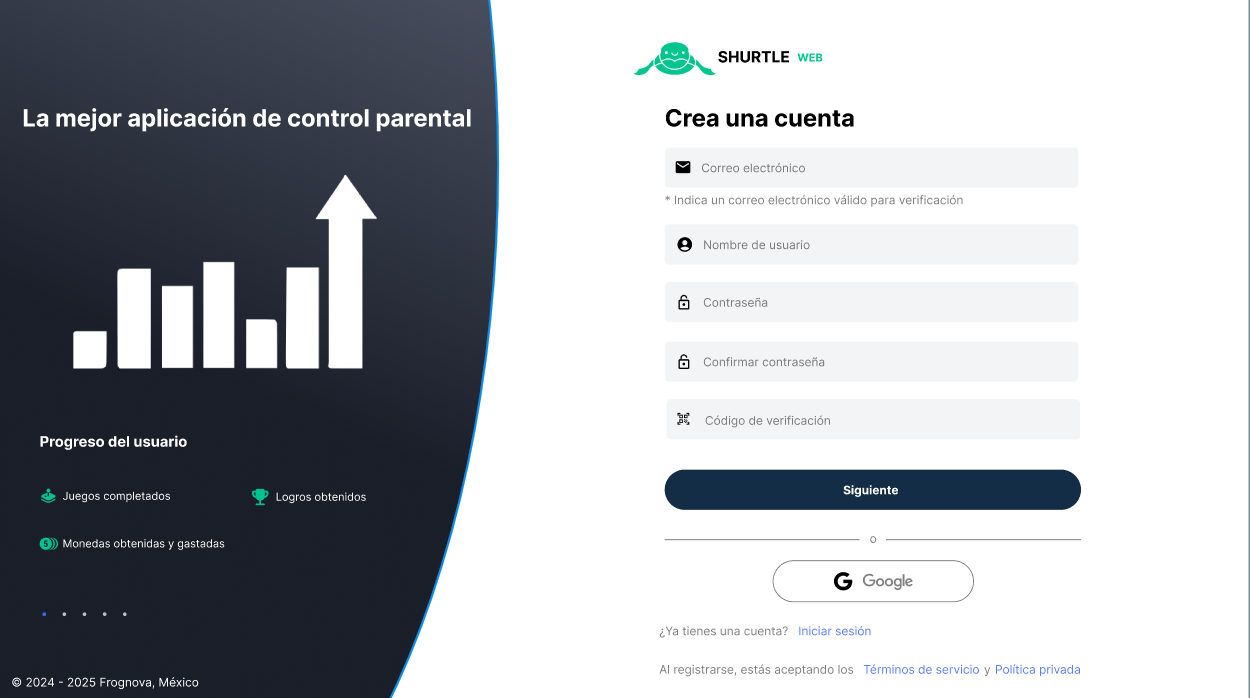 La mejor aplicación de control parental
Progreso del usuario
Juegos completados
Logros obtenidos
Monedas obtenidas y gastadas
© 2024 - 2025 Frognova, México
SHURTLE WEB
Crea una cuenta
Correo electrónico
* Indica un correo electrónico válido para verificación
Nombre de usuario
Contraseña
Confirmar contraseña
Código de verificación
Siguiente
O
G Google
¿Ya tienes una cuenta? Iniciar sesión
Al registrarse, estás aceptando los Términos de servicio y Política privada